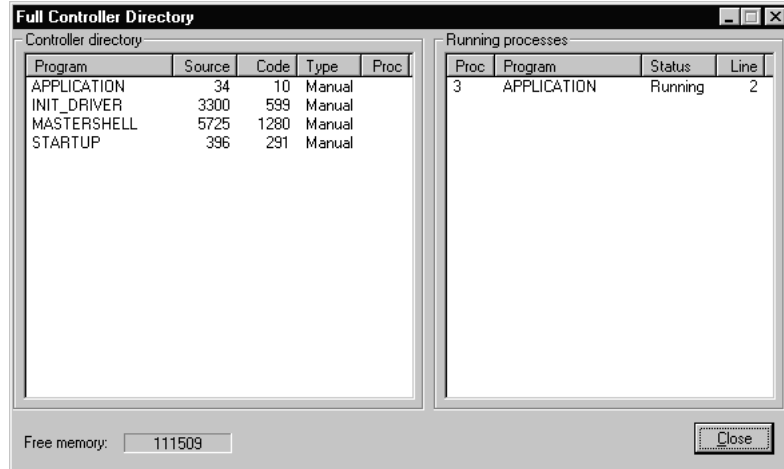 Full Controller Directory
Controller directory
Program Source Code Type Proc
APPLICATION 34 10 Manual
INIT_DRIVER 3300 599 Manual
MASTERSHELL 5725 1280 Manual
STARTUP 396 291 Manual
Running processes
Proc Program Status Line
3 APPLICATION Running 2
Free memory: 111509
Close